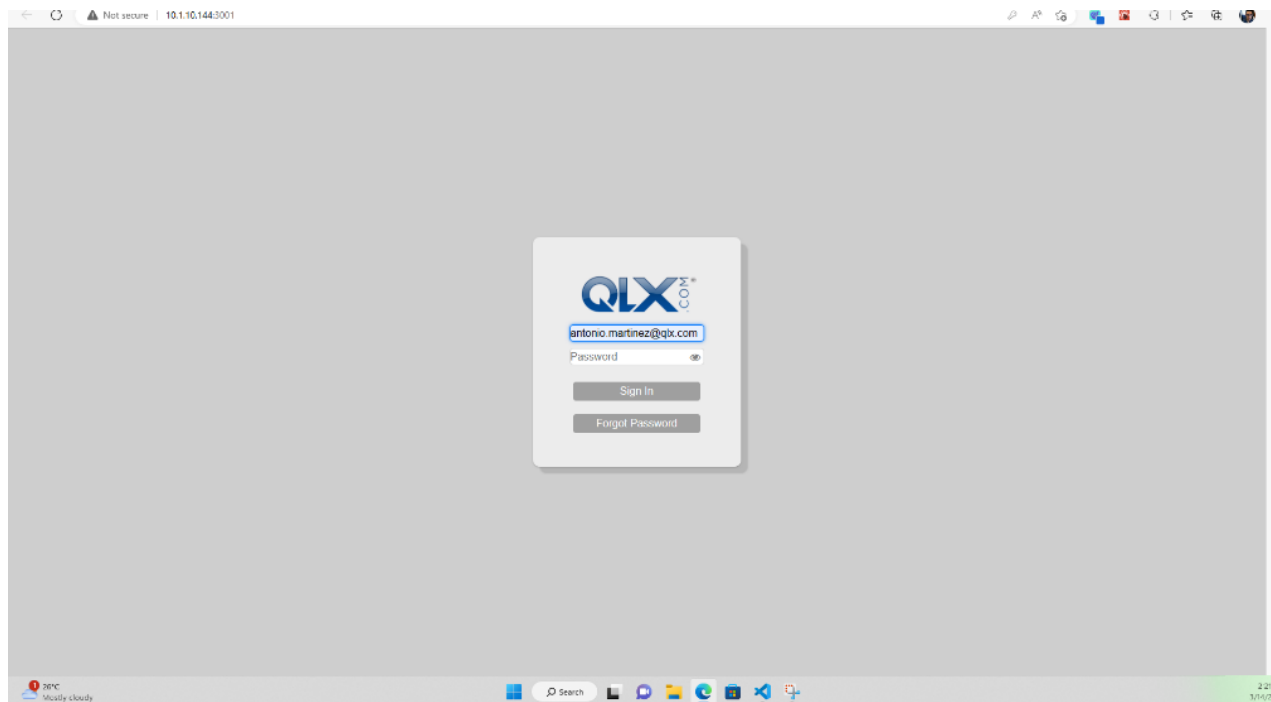 Not secure 10.1.10.144:3001
QLX.COM
antonio.martinez@qlx.com
Password
Sign In
Forgot Password
1
26°C
Mostly cloudy
Search